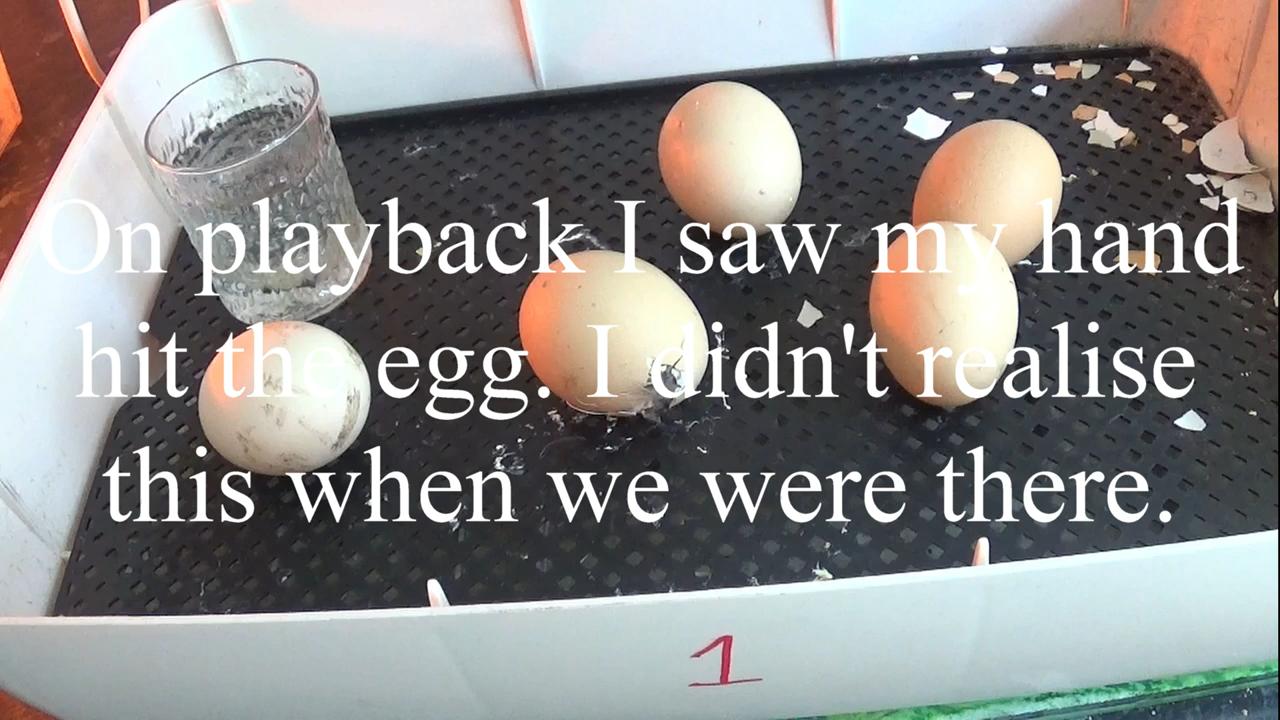 On playback I saw my hand
hit the egg. I didn't realise
this when we were there.
1